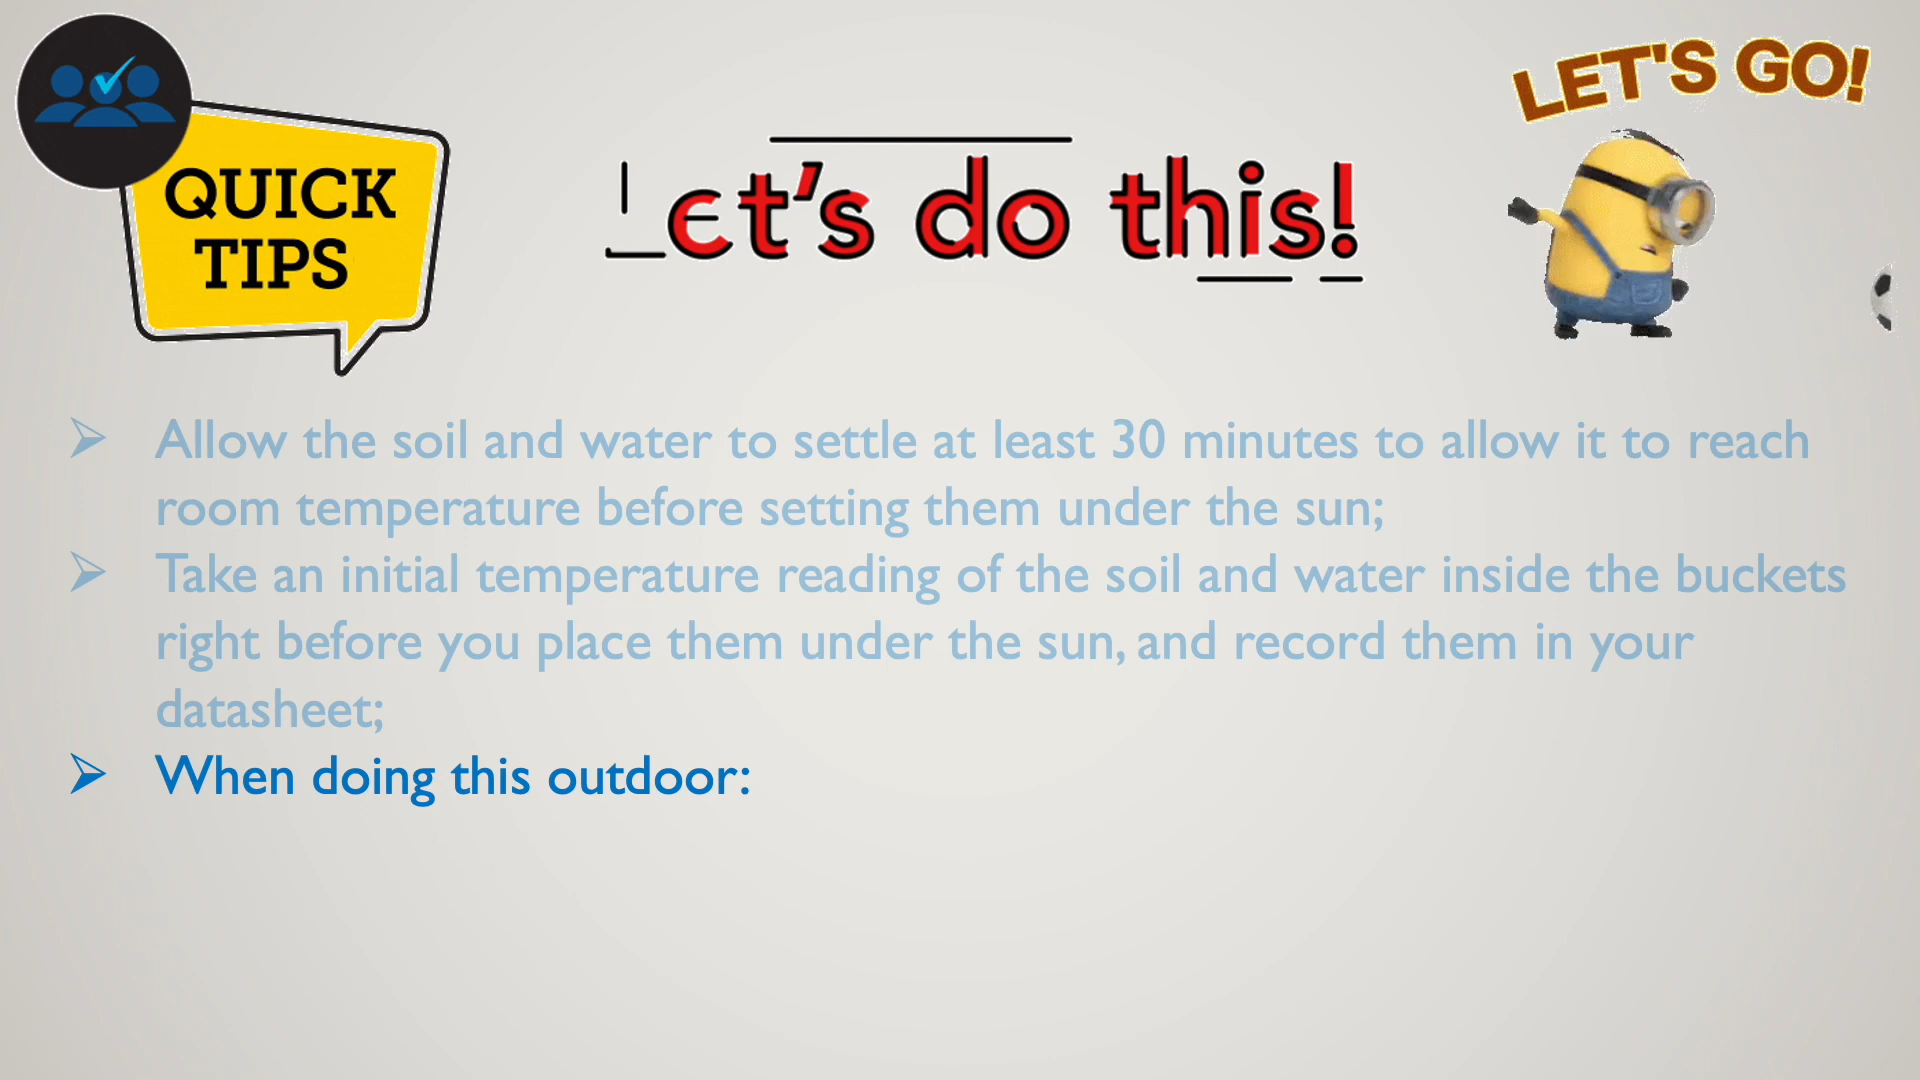 QUICK
TIPS
Let's do this!
LET'S GO!
Allow the soil and water to settle at least 30 minutes to allow it to reach
room temperature before setting them under the sun;
Take an initial temperature reading of the soil and water inside the buckets
right before you place them under the sun, and record them in your
datasheet;
When doing this outdoor: